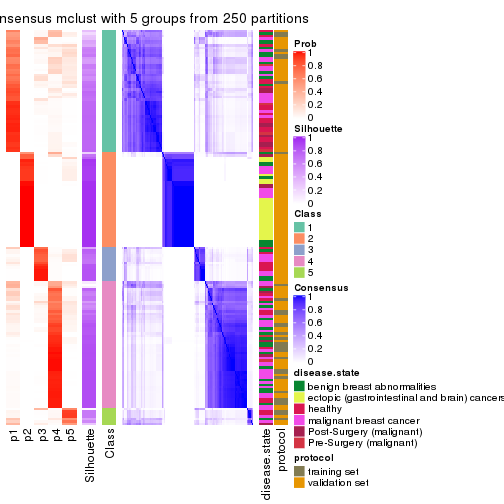 nsensus mclust with 5 groups from 250 partitions
Prob
1
0.8
0.6
0.4
0.2
0
Silhouette
1
0.8
0.6
0.4
0.2
0
Class
1
2
3
4
5
Consensus
1
0.8
0.6
0.4
0.2
0
disease.state
benign breast abnormalities
ectopic (gastrointestinal and brain) cancers
healthy
malignant breast cancer
Post-Surgery (malignant)
Pre-Surgery (malignant)
protocol
training set
validation set
p1
p2
p3
p4
p5
Silhouette
Class
disease.state
protocol